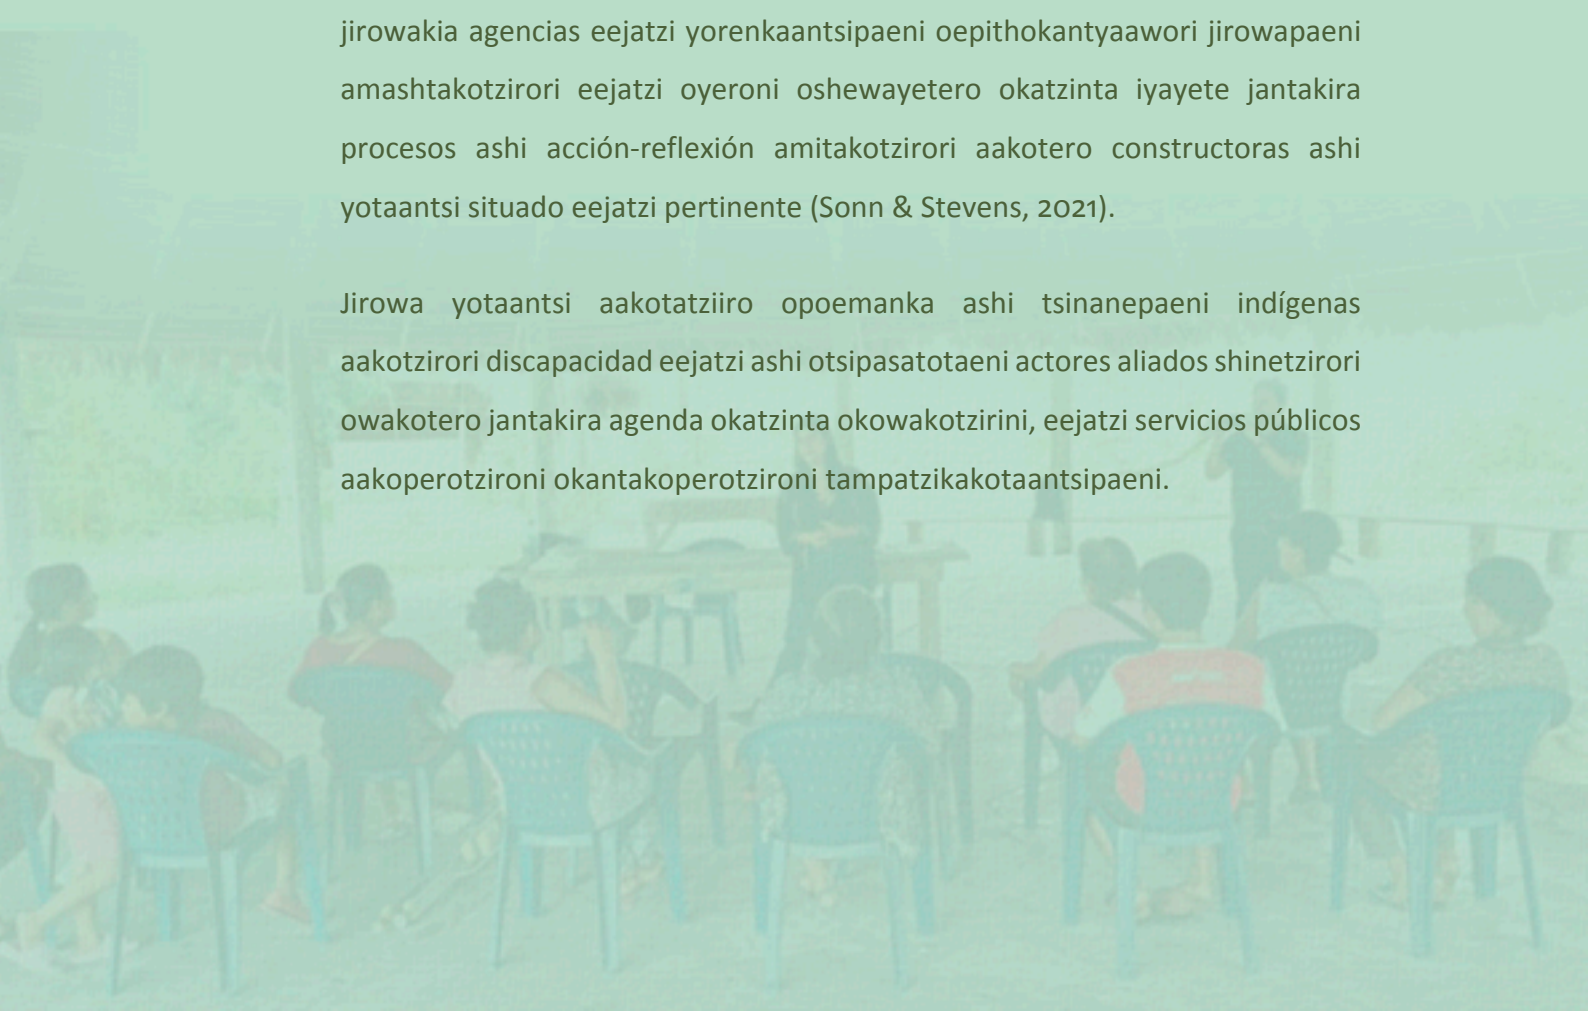 jirowakia agencias eejatzi yorenkaantsipaeni oepithokantyaawori jirowapaeni
amashtakotzirori eejatzi oyeroni oshewayetero okatzinta iyayete jantakira
procesos ashi acción-reflexión amitakotzirori aakotero constructoras ashi
yotaantsi situado eejatzi pertinente (Sonn & Stevens, 2021).
Jirowa yotaantsi aakotatziiro opoemanka ashi tsinanepaeni indígenas
aakotzirori discapacidad eejatzi ashi otsipasatotaeni actores aliados shinetzirori
owakotero jantakira agenda okatzinta okowakotzirini, eejatzi servicios públicos
aakoperotzironi okantakoperotzironi tampatzikakotaantsipaeni.